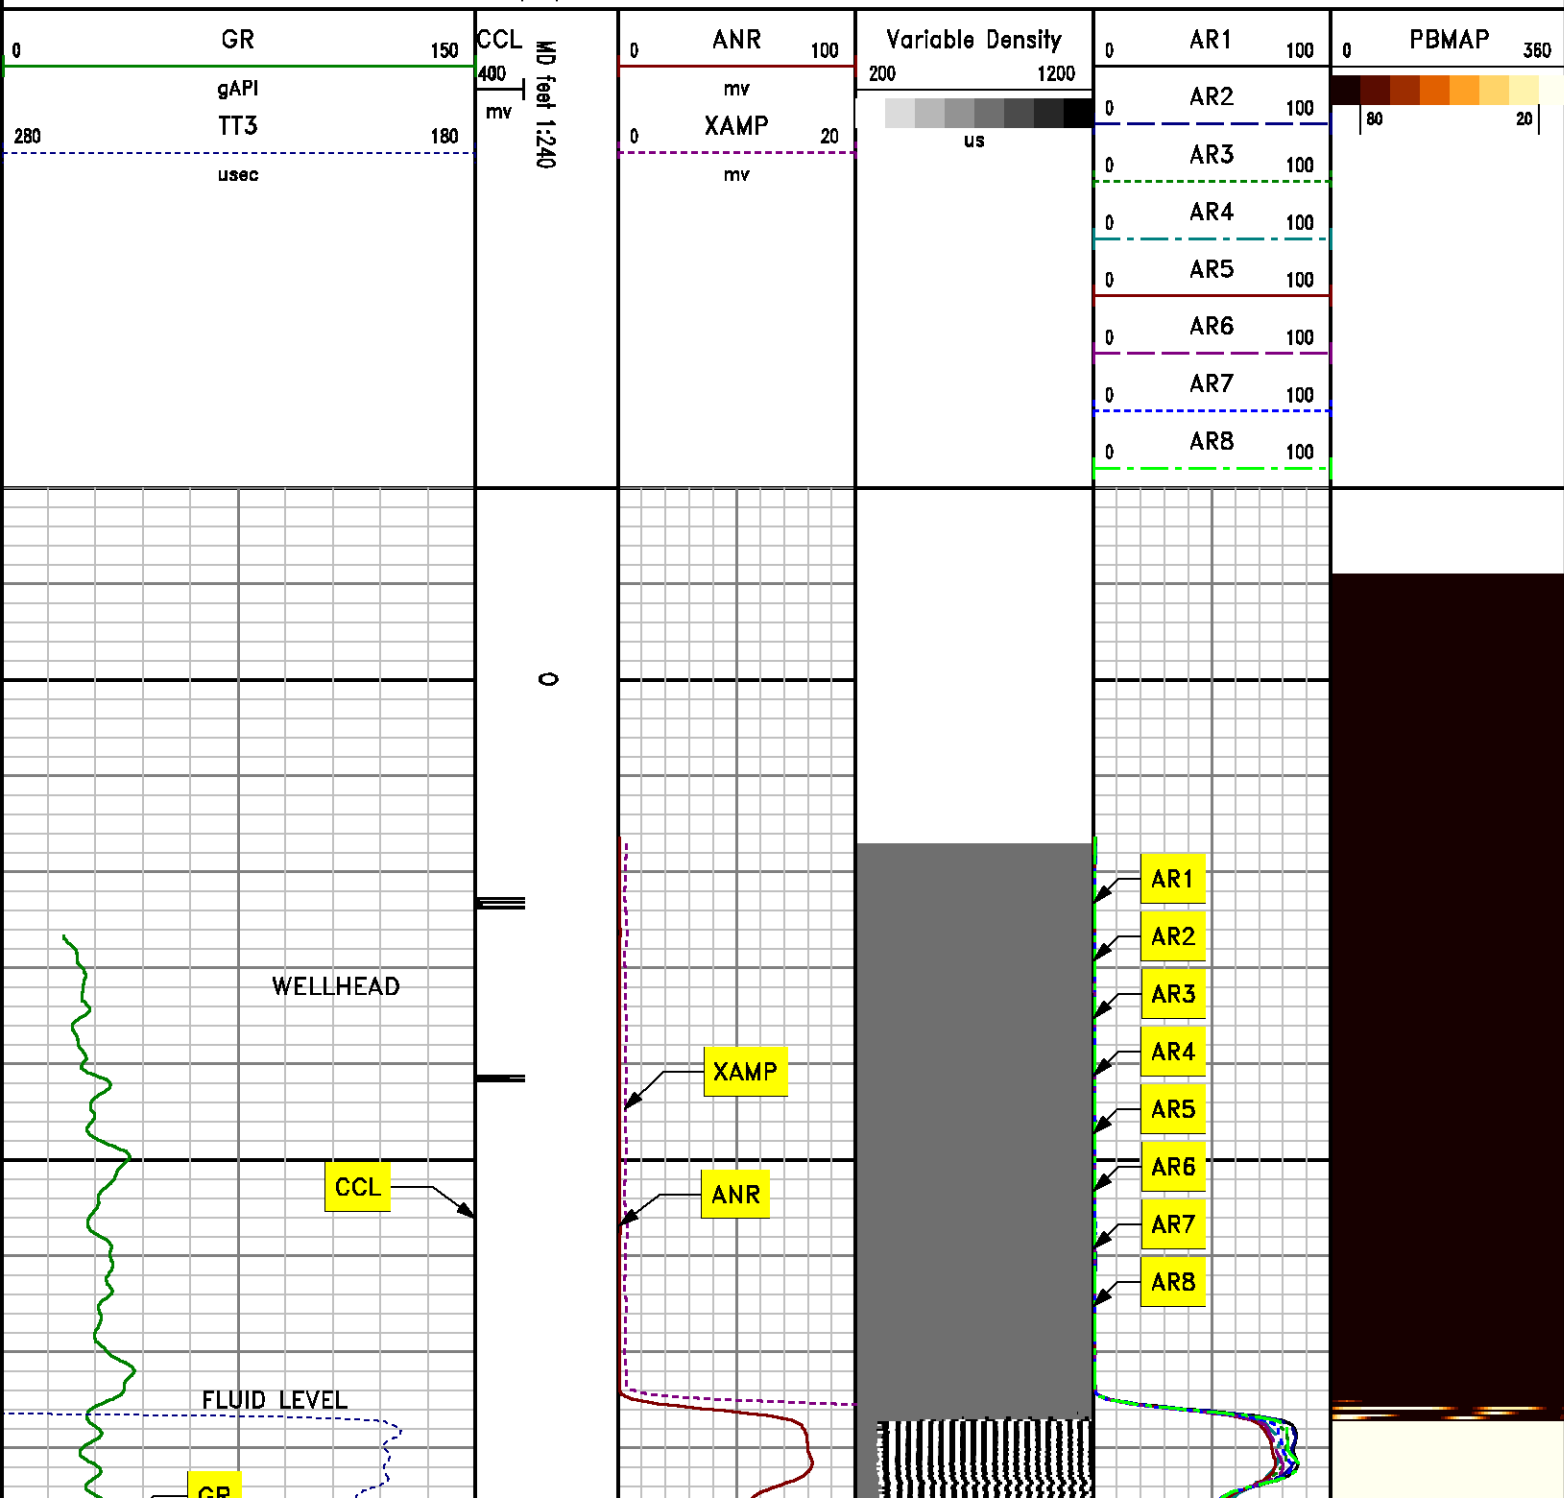 GR
0 150
gAPI
TT3
280 180
usec
CCL
400
mv
MD feet 1:240
ANR
0 100
mv
XAMP
0 20
mv
Variable Density
200 1200
us
AR1
0 100
AR2
0 100
AR3
0 100
AR4
0 100
AR5
0 100
AR6
0 100
AR7
0 100
AR8
0 100
PBMAP
0 360
80 20
0
AR1
AR2
WELLHEAD
AR3
AR4
XAMP
AR5
AR6
CCL
ANR
AR7
AR8
FLUID LEVEL
GR